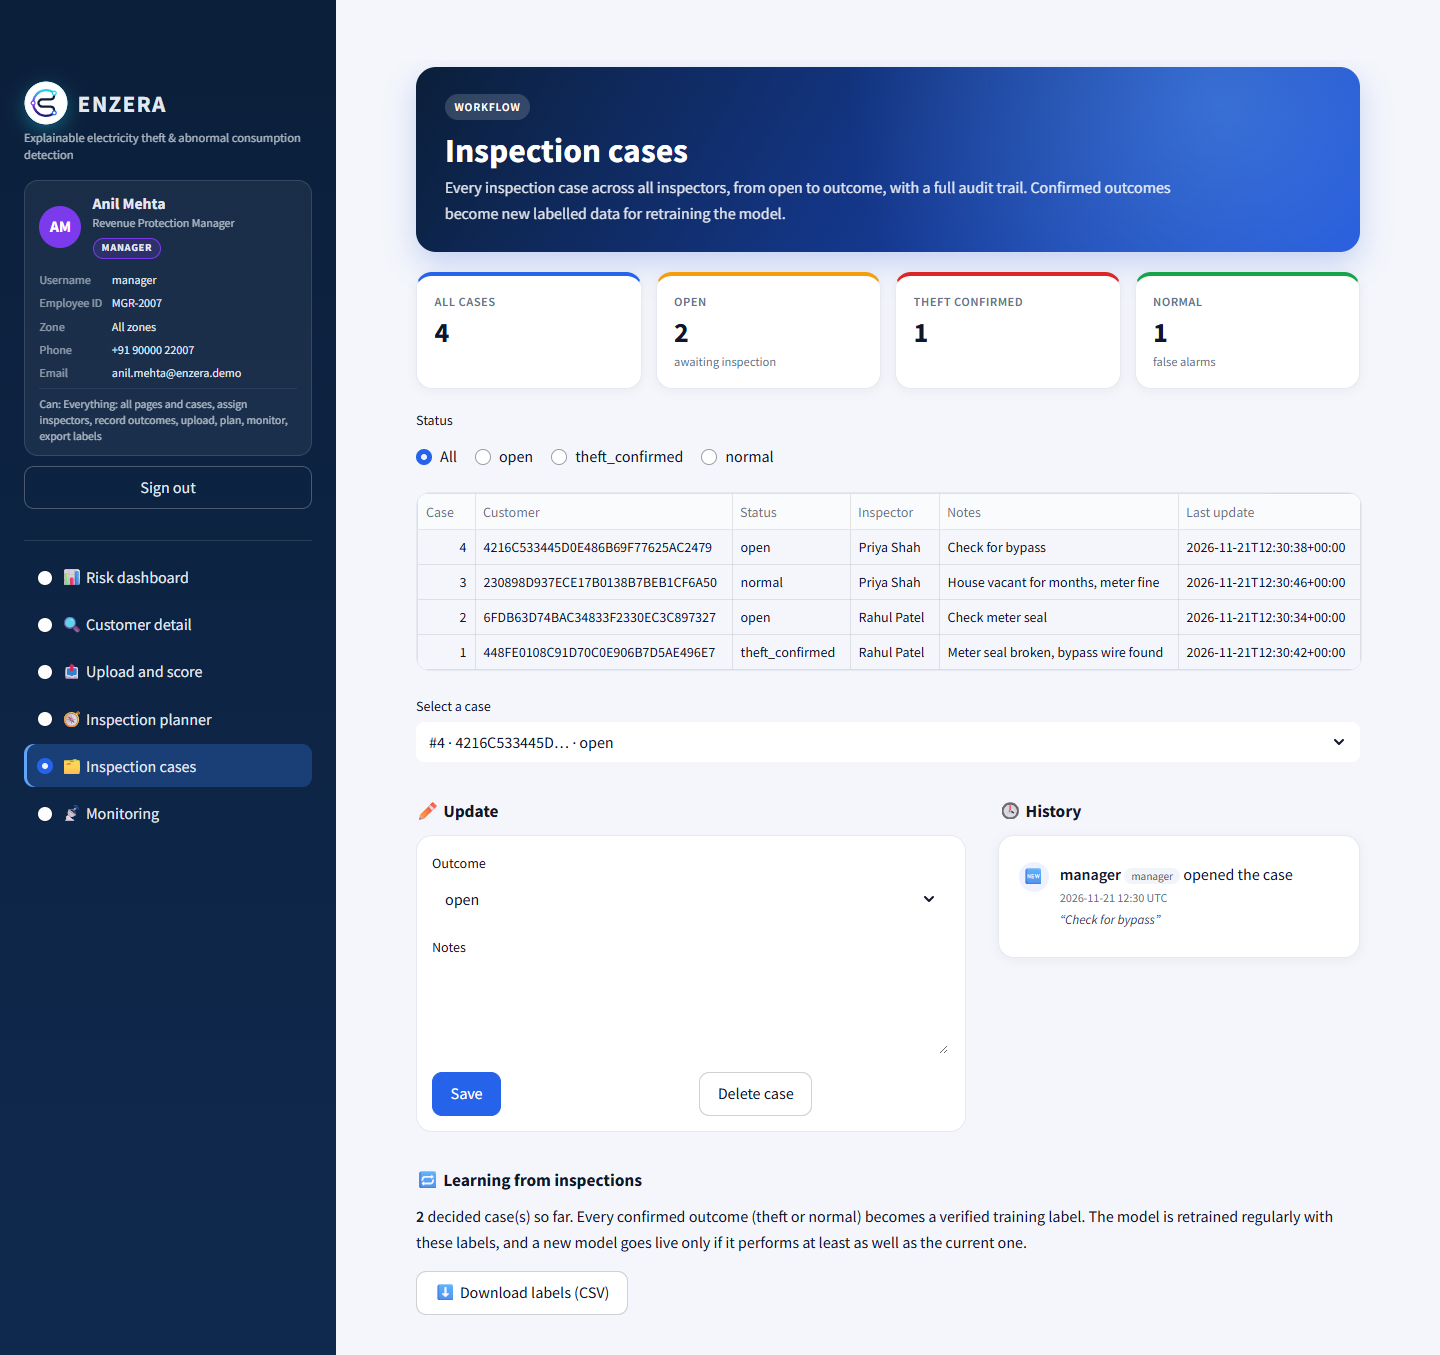 ENZERA
Explainable electricity theft & abnormal consumption
detection
AM
Anil Mehta
Revenue Protection Manager
MANAGER
Username manager
Employee ID MGR-2007
Zone All zones
Phone +91 90000 22007
Email anil.mehta@enzera.demo
Can: Everything: all pages and cases, assign
inspectors, record outcomes, upload, plan, monitor,
export labels
Sign out
Risk dashboard
Customer detail
Upload and score
Inspection planner
Inspection cases
Monitoring
WORKFLOW
Inspection cases
Every inspection case across all inspectors, from open to outcome, with a full audit trail. Confirmed outcomes
become new labelled data for retraining the model.
ALL CASES
4
OPEN
2
awaiting inspection
THEFT CONFIRMED
1
NORMAL
1
false alarms
Status
All open theft_confirmed normal
Case Customer Status Inspector Notes Last update
4 4216C533445D0E486B69F77625AC2479 open Priya Shah Check for bypass 2026-11-21T12:30:38+00:00
3 230898D937ECE17B0138B7BEB1CF6A50 normal Priya Shah House vacant for months, meter fine 2026-11-21T12:30:46+00:00
2 6FDB63D74BAC34833F2330EC3C897327 open Rahul Patel Check meter seal 2026-11-21T12:30:34+00:00
1 448FE0108C91D70C0E906B7D5AE496E7 theft_confirmed Rahul Patel Meter seal broken, bypass wire found 2026-11-21T12:30:42+00:00
Select a case
#4 · 4216C533445D… · open
Update
Outcome
open
Notes
Save
Delete case
History
NEW
manager manager opened the case
2026-11-21 12:30 UTC
“Check for bypass”
Learning from inspections
2 decided case(s) so far. Every confirmed outcome (theft or normal) becomes a verified training label. The model is retrained regularly with
these labels, and a new model goes live only if it performs at least as well as the current one.
Download labels (CSV)